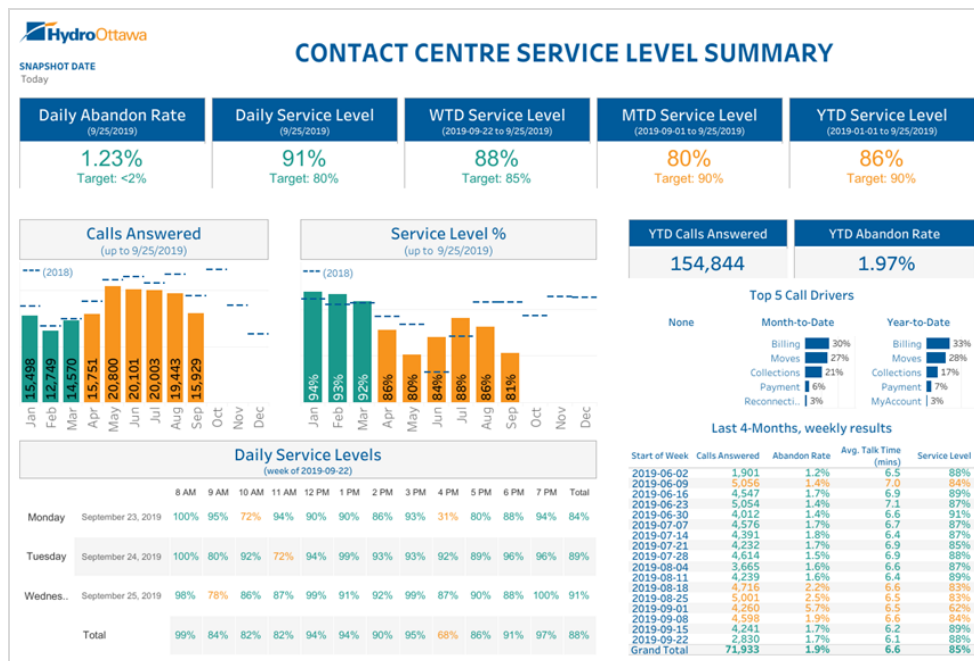 HydroOttawa
CONTACT CENTRE SERVICE LEVEL SUMMARY
SNAPSHOT DATE
Today
Daily Abandon Rate
(9/25/2019)
1.23%
Target: <2%
Daily Service Level
(9/25/2019)
91%
Target: 80%
WTD Service Level
(2019-09-22 to 9/25/2019)
88%
Target: 85%
MTD Service Level
(2019-09-01 to 9/25/2019)
80%
Target: 90%
YTD Service Level
(2019-01-01 to 9/25/2019)
86%
Target: 90%
Calls Answered
(up to 9/25/2019)
(2018)
15,498 12,749 14,570 15,751 20,800 20,101 20,003 19,443 15,929
Jan Feb Mar Apr May Jun Jul Aug Sep Oct Nov Dec
Service Level %
(up to 9/25/2019)
(2018)
94% 93% 92% 86% 80% 84% 88% 86% 81%
Jan Feb Mar Apr May Jun Jul Aug Sep Oct Nov Dec
YTD Calls Answered
154,844
YTD Abandon Rate
1.97%
Top 5 Call Drivers
None
Month-to-Date
Billing 30%
Moves 27%
Collections 21%
Payment 6%
Reconnecti.. 3%
Year-to-Date
Billing 33%
Moves 28%
Collections 17%
Payment 7%
MyAccount 3%
Daily Service Levels
(week of 2019-09-22)
8 AM 9 AM 10 AM 11 AM 12 PM 1 PM 2 PM 3 PM 4 PM 5 PM 6 PM 7 PM Total
Monday September 23, 2019 100% 95% 72% 94% 90% 90% 86% 93% 31% 80% 88% 94% 84%
Tuesday September 24, 2019 100% 80% 92% 72% 94% 99% 93% 93% 92% 89% 96% 96% 89%
Wednes.. September 25, 2019 98% 78% 86% 87% 99% 91% 92% 99% 87% 90% 88% 100% 91%
Total 99% 84% 82% 82% 94% 94% 90% 95% 68% 86% 91% 97% 88%
Last 4-Months, weekly results
Start of Week Calls Answered Abandon Rate Avg. Talk Time (mins) Service Level
2019-06-02 1,901 1.2% 6.5 88%
2019-06-09 5,056 1.4% 7.0 84%
2019-06-16 4,547 1.7% 6.9 89%
2019-06-23 5,054 1.4% 7.1 87%
2019-06-30 4,012 1.4% 6.6 91%
2019-07-07 4,576 1.7% 6.7 87%
2019-07-14 4,391 1.8% 6.4 87%
2019-07-21 4,232 1.7% 6.9 85%
2019-07-28 4,614 1.5% 6.9 88%
2019-08-04 3,665 1.6% 6.6 87%
2019-08-11 4,239 1.6% 6.4 89%
2019-08-18 4,716 2.2% 6.6 83%
2019-08-25 5,001 2.5% 6.5 83%
2019-09-01 4,260 5.7% 6.5 62%
2019-09-08 4,598 1.9% 6.6 84%
2019-09-15 4,241 1.7% 6.2 89%
2019-09-22 2,830 1.7% 6.1 88%
Grand Total 71,933 1.9% 6.6 85%